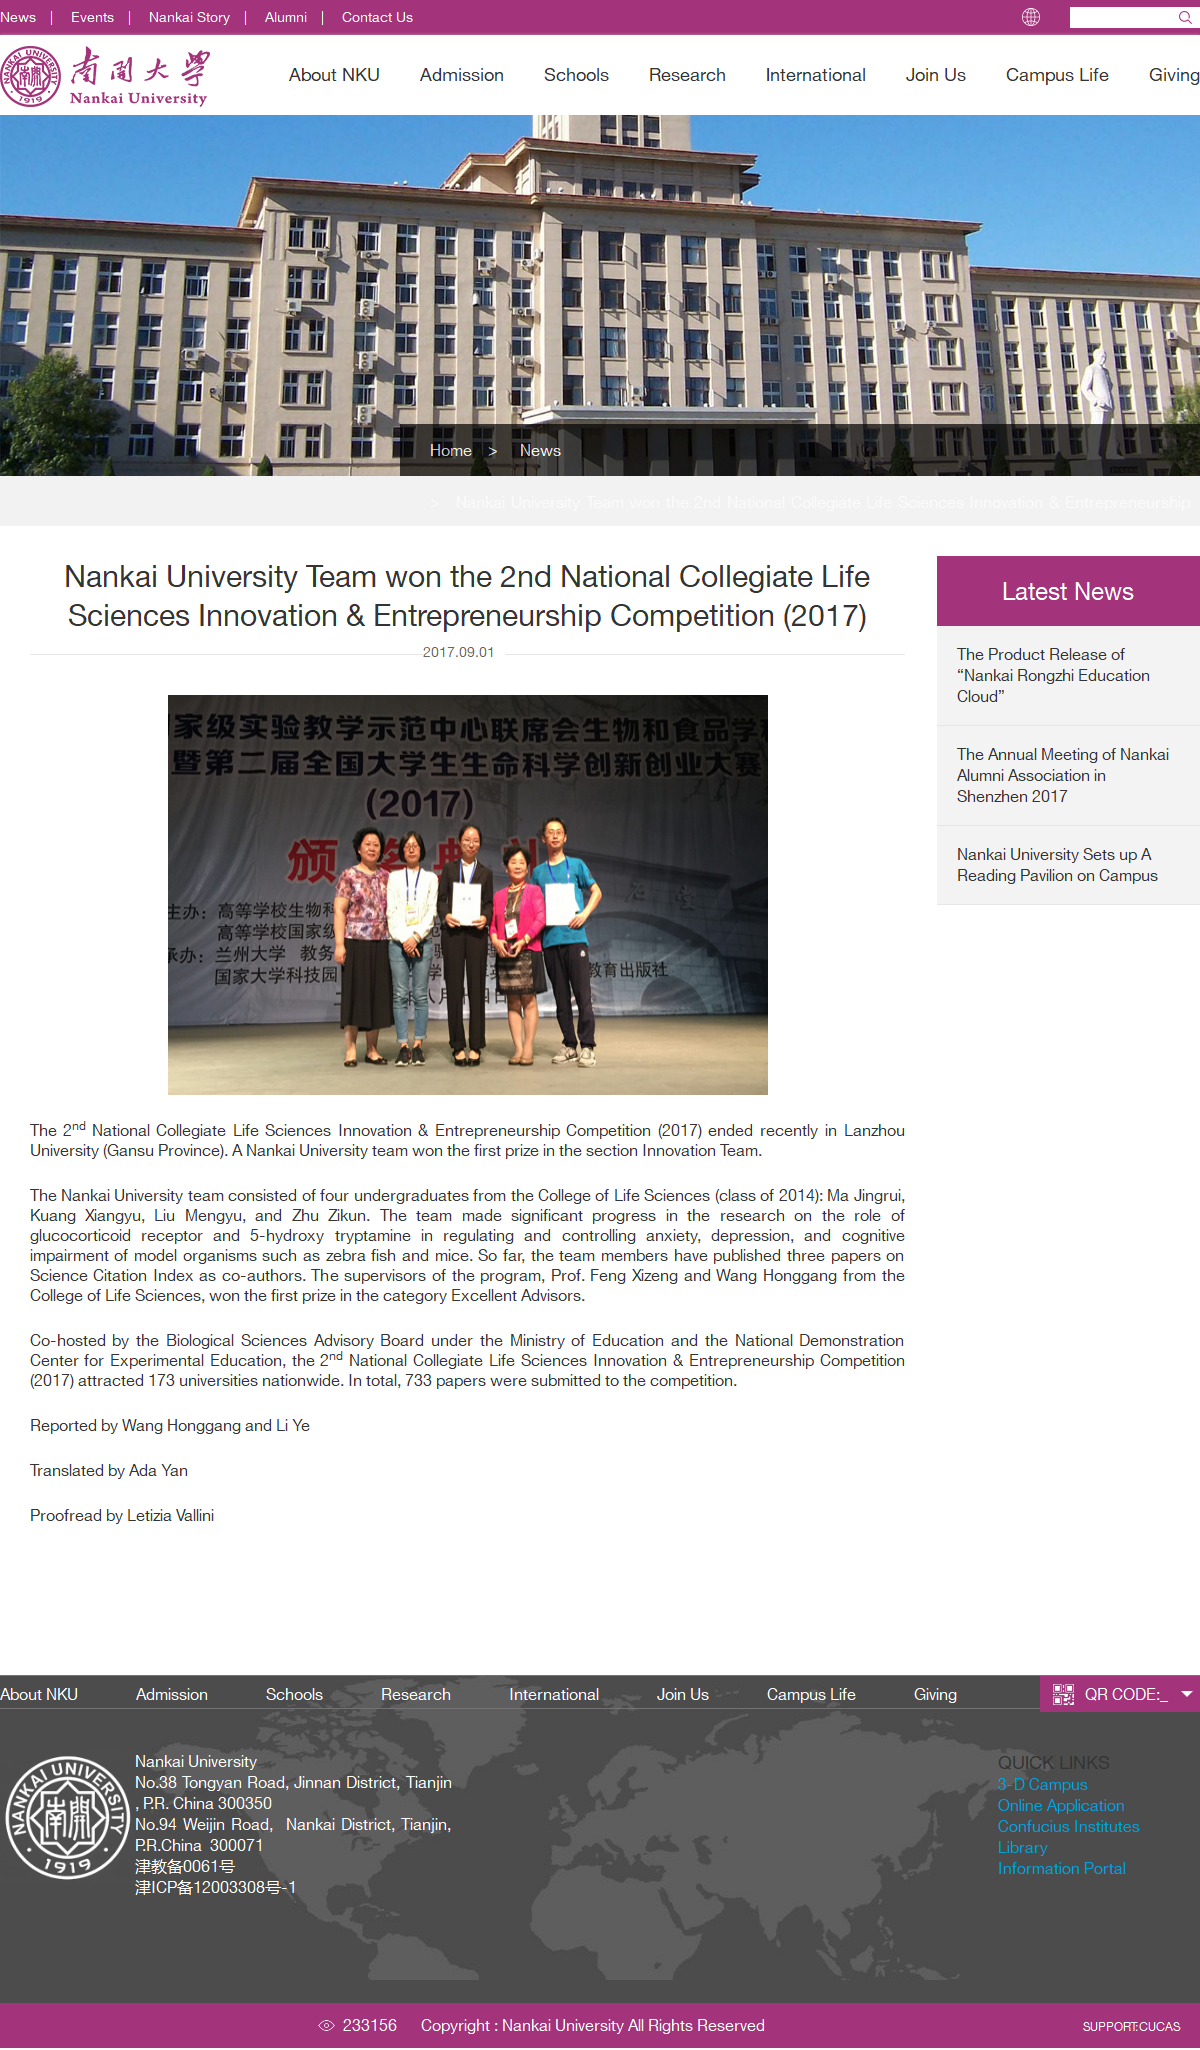 News | Events | Nankai Story | Alumni | Contact Us
NANKAI UNIVERSITY
1919
南開大學
Nankai University
About NKU Admission Schools Research International Join Us Campus Life Giving
Home > News
> Nankai University Team won the 2nd National Collegiate Life Sciences Innovation & Entrepreneurship
Nankai University Team won the 2nd National Collegiate Life
Sciences Innovation & Entrepreneurship Competition (2017)
2017.09.01
Latest News
The Product Release of
“Nankai Rongzhi Education
Cloud”
The Annual Meeting of Nankai
Alumni Association in
Shenzhen 2017
Nankai University Sets up A
Reading Pavilion on Campus
家级实验教学示范中心联席会生物和食品学科
暨第二届全国大学生生命科学创新创业大赛
(2017)
颁
主办：高等学校生物科
高等学校国家级
承办：兰州大学 教务
国家大学科技园
教育出版社
The 2nd National Collegiate Life Sciences Innovation & Entrepreneurship Competition (2017) ended recently in Lanzhou
University (Gansu Province). A Nankai University team won the first prize in the section Innovation Team.
The Nankai University team consisted of four undergraduates from the College of Life Sciences (class of 2014): Ma Jingrui,
Kuang Xiangyu, Liu Mengyu, and Zhu Zikun. The team made significant progress in the research on the role of
glucocorticoid receptor and 5-hydroxy tryptamine in regulating and controlling anxiety, depression, and cognitive
impairment of model organisms such as zebra fish and mice. So far, the team members have published three papers on
Science Citation Index as co-authors. The supervisors of the program, Prof. Feng Xizeng and Wang Honggang from the
College of Life Sciences, won the first prize in the category Excellent Advisors.
Co-hosted by the Biological Sciences Advisory Board under the Ministry of Education and the National Demonstration
Center for Experimental Education, the 2nd National Collegiate Life Sciences Innovation & Entrepreneurship Competition
(2017) attracted 173 universities nationwide. In total, 733 papers were submitted to the competition.
Reported by Wang Honggang and Li Ye
Translated by Ada Yan
Proofread by Letizia Vallini
About NKU Admission Schools Research International Join Us Campus Life Giving
QR CODE:_
NANKAI UNIVERSITY
南開
1919
Nankai University
No.38 Tongyan Road, Jinnan District, Tianjin
, P.R. China 300350
No.94 Weijin Road, Nankai District, Tianjin,
P.R.China 300071
津教备0061号
津ICP备12003308号-1
QUICK LINKS
3-D Campus
Online Application
Confucius Institutes
Library
Information Portal
233156 Copyright : Nankai University All Rights Reserved
SUPPORT:CUCAS